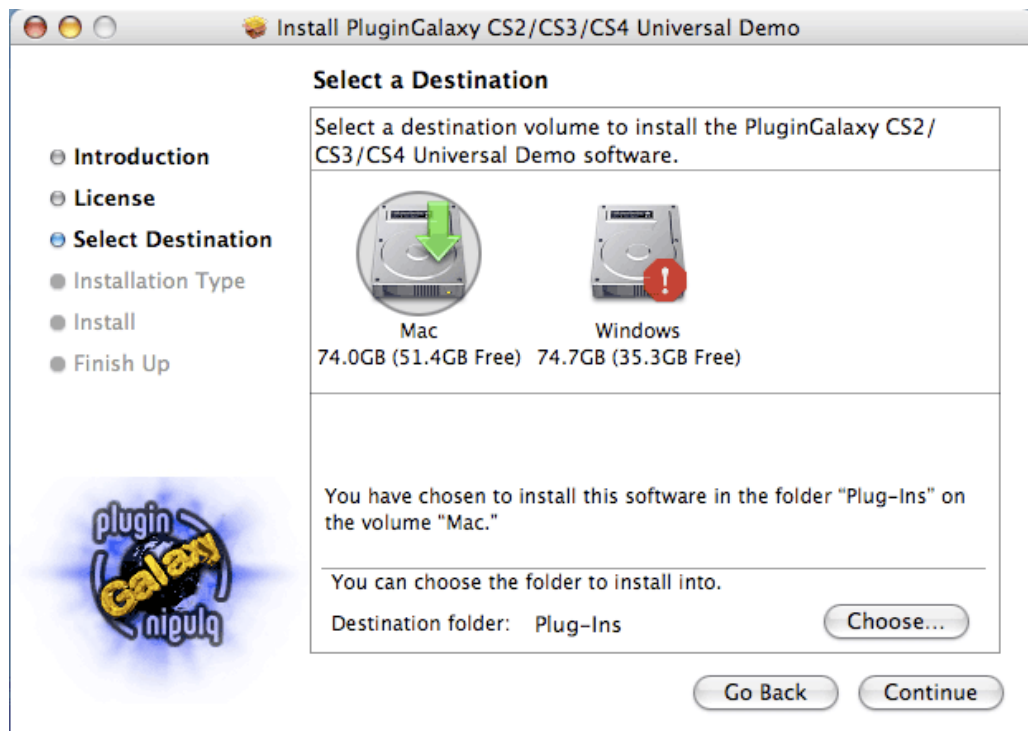 Install PluginGalaxy CS2/CS3/CS4 Universal Demo
Select a Destination
Introduction
License
Select Destination
Installation Type
Install
Finish Up
Select a destination volume to install the PluginGalaxy CS2/
CS3/CS4 Universal Demo software.
Mac
74.0GB (51.4GB Free)
Windows
74.7GB (35.3GB Free)
You have chosen to install this software in the folder “Plug-Ins” on
the volume “Mac.”
You can choose the folder to install into.
Destination folder: Plug-Ins
Choose...
plugin
Galaxy
plugin
Go Back
Continue